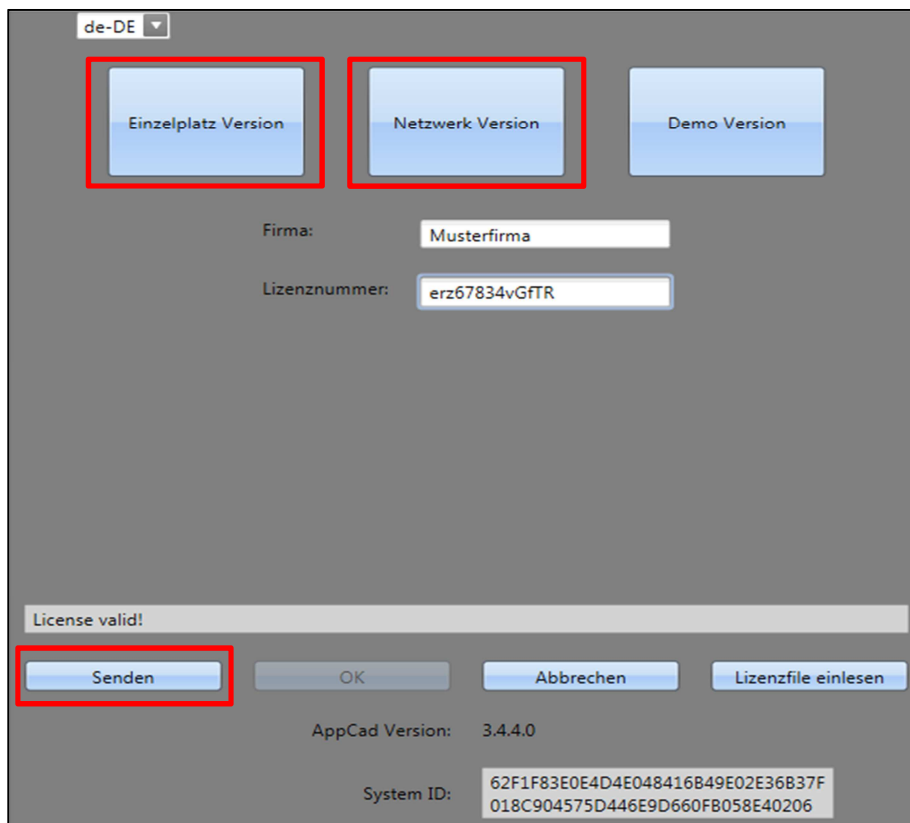 de-DE
Einzelplatz Version Netzwerk Version Demo Version
Firma: Musterfirma
Lizenznummer: erz67834vGfTR
License valid!
Senden OK Abbrechen Lizenzfile einlesen
AppCad Version: 3.4.4.0
System ID: 62F1F83E0E4D4E048416B49E02E36B37F
018C904575D446E9D660FB058E40206